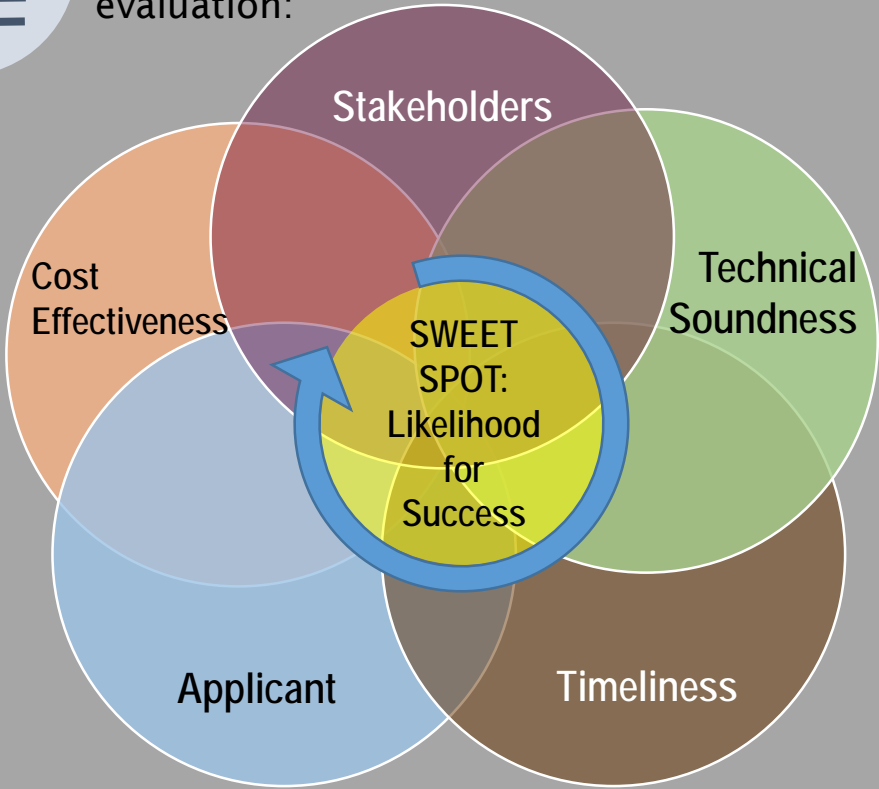 evaluation:
Stakeholders
Cost
Effectiveness
Technical
Soundness
SWEET
SPOT:
Likelihood
for
Success
Applicant
Timeliness